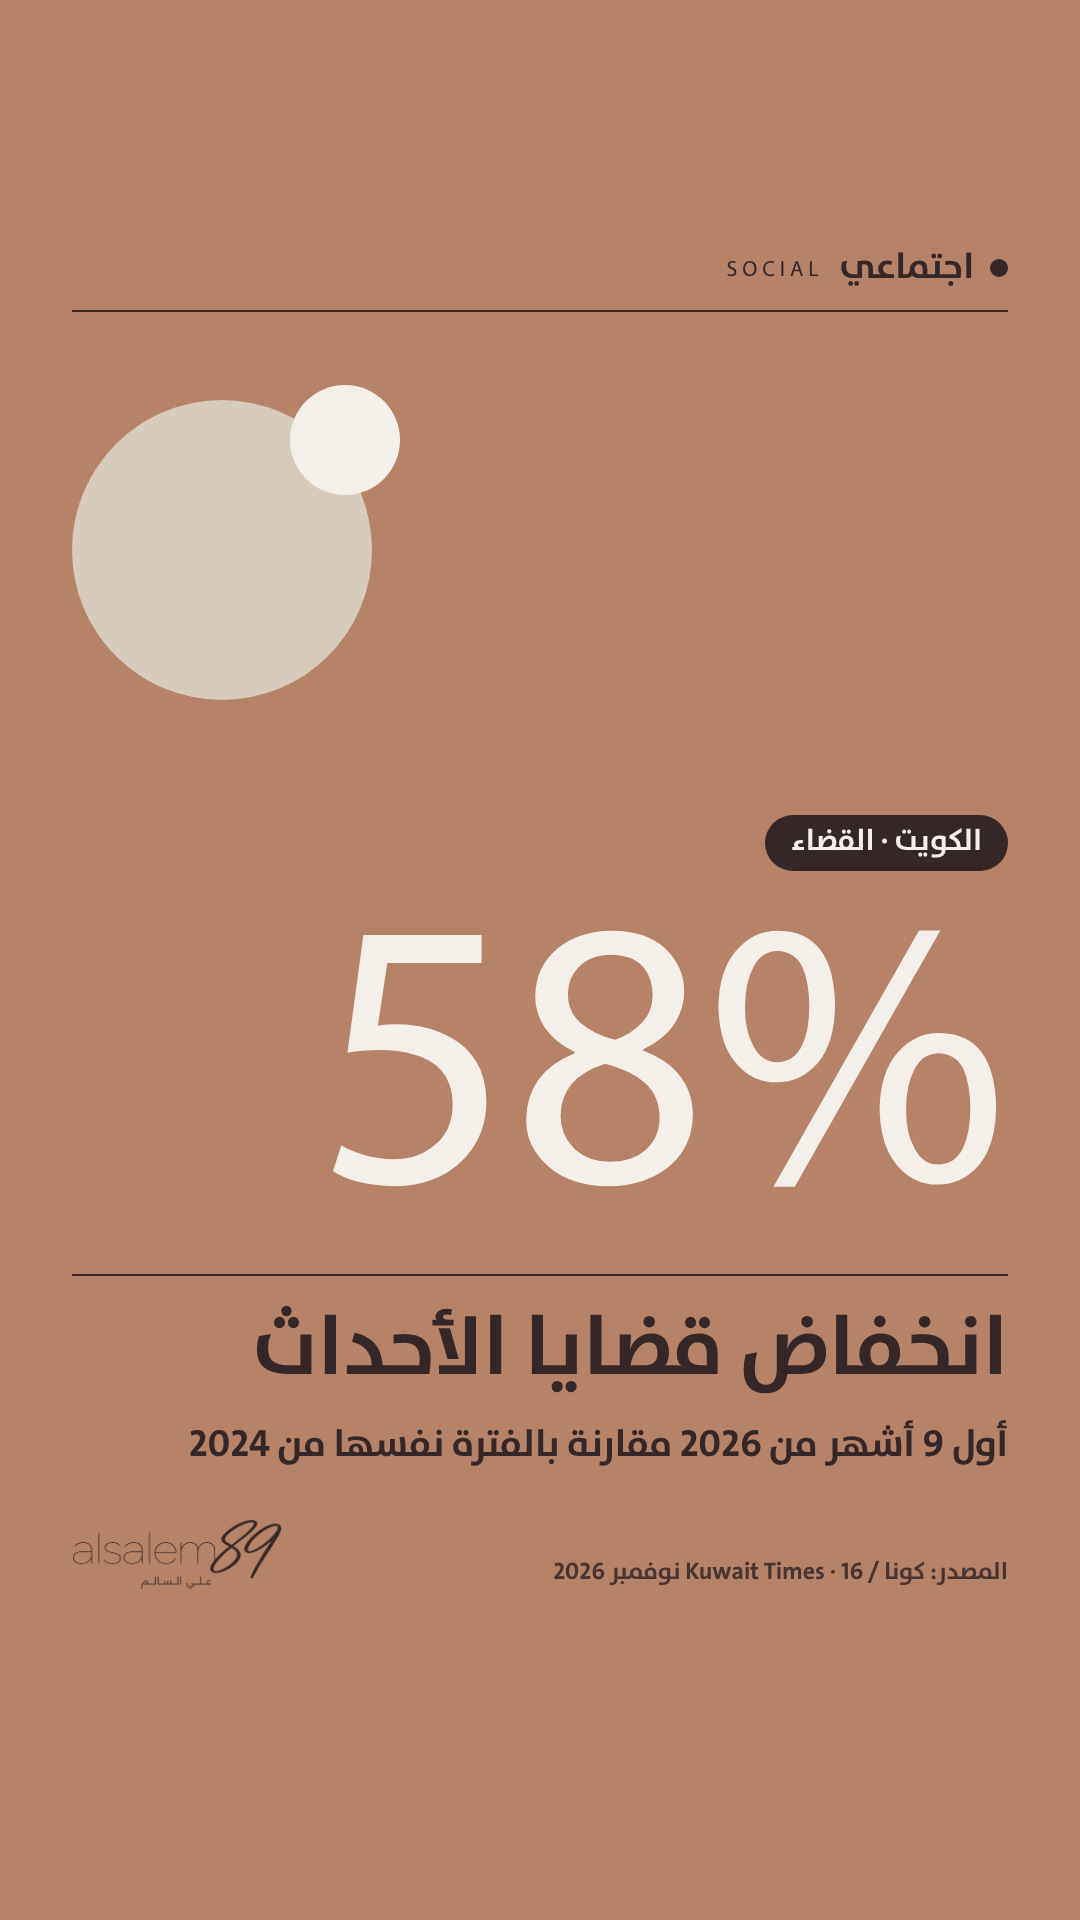 اجتماعي SOCIAL
الكويت · القضاء
58%
انخفاض قضايا الأحداث
أول 9 أشهر من 2026 مقارنة بالفترة نفسها من 2024
المصدر: كونا / Kuwait Times · 16 نوفمبر 2026
alsalem89
علي السالم